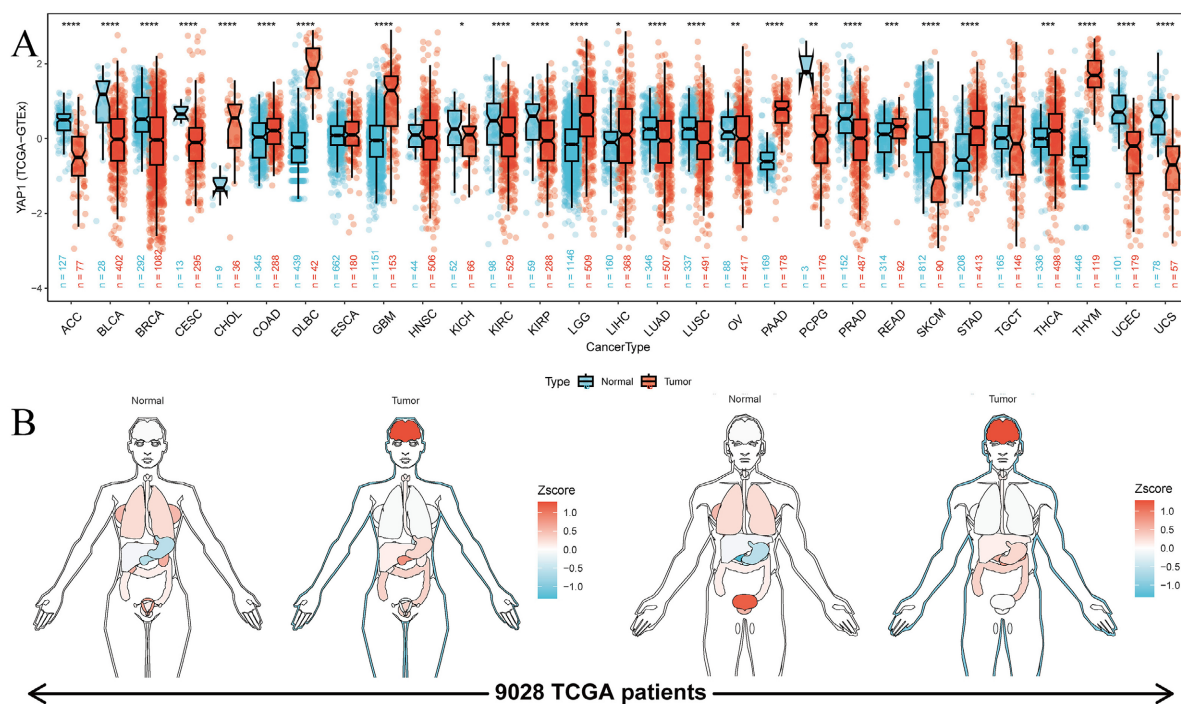 A
**** **** **** **** **** **** **** **** * **** **** **** * **** **** ** **** ** **** *** **** **** *** **** **** ****
YAP1 (TCGA-GTEx)
2
0
−2
−4
n = 127 n = 77 n = 28 n = 402 n = 292 n = 1082 n = 13 n = 295 n = 9 n = 36 n = 345 n = 288 n = 439 n = 42 n = 662 n = 180 n = 1151 n = 153 n = 44 n = 506 n = 52 n = 66 n = 98 n = 529 n = 59 n = 288 n = 1146 n = 509 n = 160 n = 368 n = 346 n = 507 n = 337 n = 491 n = 88 n = 417 n = 169 n = 178 n = 3 n = 176 n = 152 n = 487 n = 314 n = 92 n = 812 n = 90 n = 208 n = 413 n = 165 n = 146 n = 336 n = 498 n = 446 n = 119 n = 101 n = 179 n = 78 n = 57
ACC BLCA BRCA CESC CHOL COAD DLBC ESCA GBM HNSC KICH KIRC KIRP LGG LIHC LUAD LUSC OV PAAD PCPG PRAD READ SKCM STAD TGCT THCA THYM UCEC UCS
CancerType
Type Normal Tumor
B
Normal
Tumor
Zscore
1.0
0.5
0.0
−0.5
−1.0
Normal
Tumor
Zscore
1.0
0.5
0.0
−0.5
−1.0
9028 TCGA patients